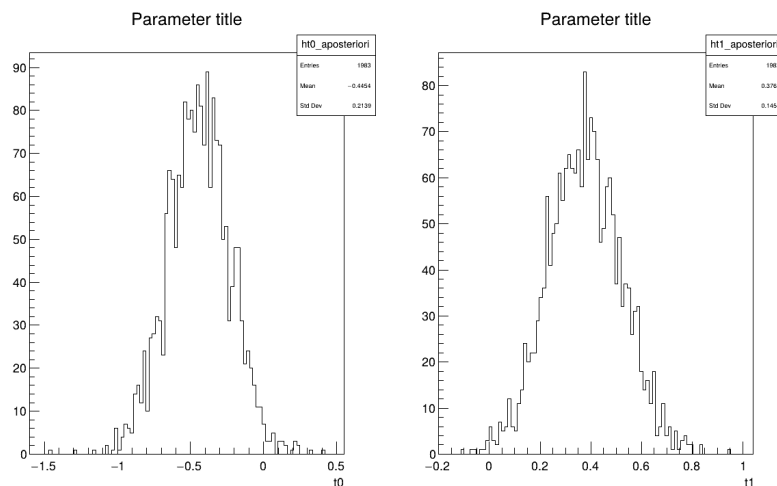 Parameter title
ht0_aposteriori
Entries 1983
Mean −0.4454
Std Dev 0.2139
90
80
70
60
50
40
30
20
10
0
−1.5 −1 −0.5 0 0.5
t0
Parameter title
ht1_aposteriori
Entries 198
Mean 0.376
Std Dev 0.145
80
70
60
50
40
30
20
10
0
−0.2 0 0.2 0.4 0.6 0.8 1
t1